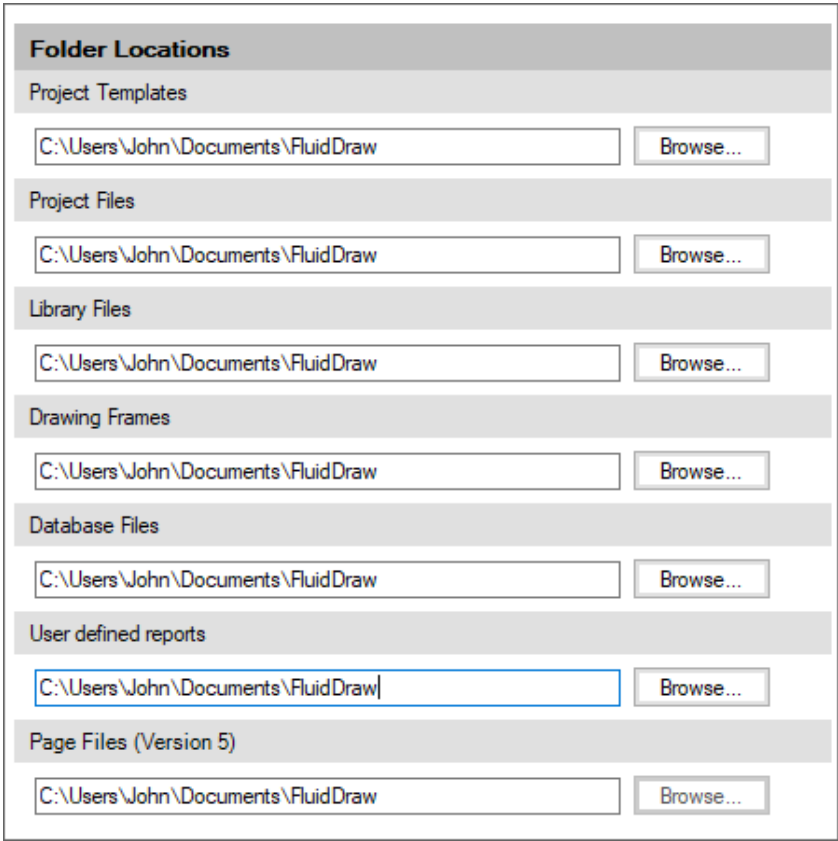 Folder Locations
Project Templates
C:\Users\John\Documents\FluidDraw Browse...
Project Files
C:\Users\John\Documents\FluidDraw Browse...
Library Files
C:\Users\John\Documents\FluidDraw Browse...
Drawing Frames
C:\Users\John\Documents\FluidDraw Browse...
Database Files
C:\Users\John\Documents\FluidDraw Browse...
User defined reports
C:\Users\John\Documents\FluidDraw Browse...
Page Files (Version 5)
C:\Users\John\Documents\FluidDraw Browse...